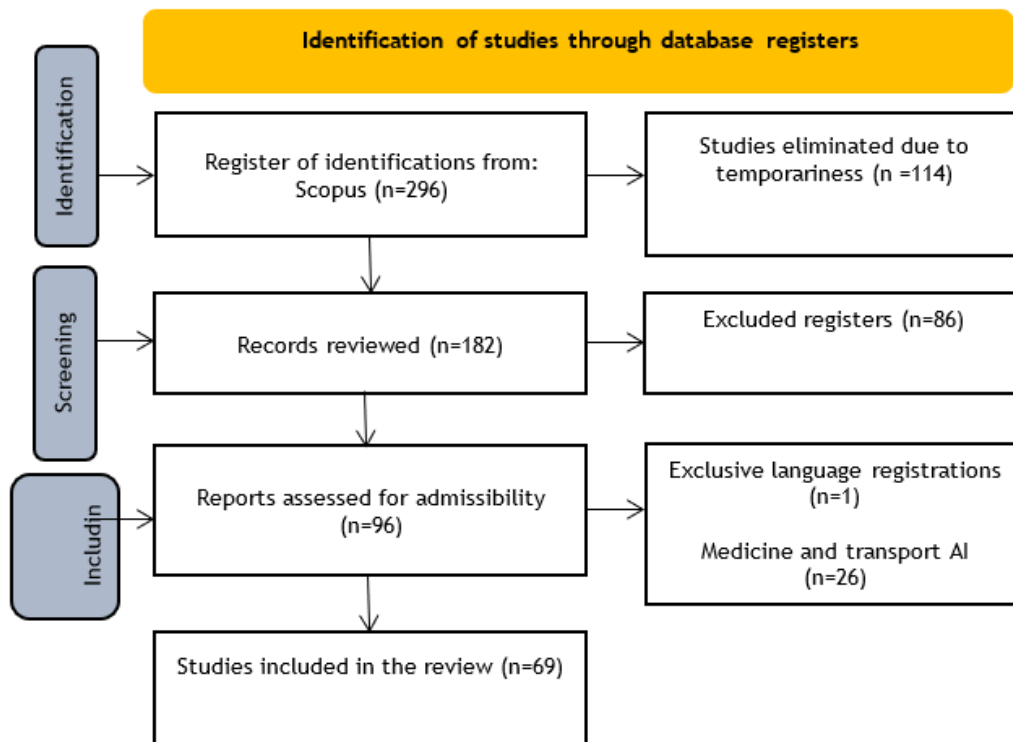 Identification of studies through database registers
Identification
Register of identifications from:
Scopus (n=296)
Studies eliminated due to
temporariness (n =114)
Screening
Records reviewed (n=182)
Excluded registers (n=86)
Includin
Reports assessed for admissibility
(n=96)
Exclusive language registrations
(n=1)
Medicine and transport AI
(n=26)
Studies included in the review (n=69)